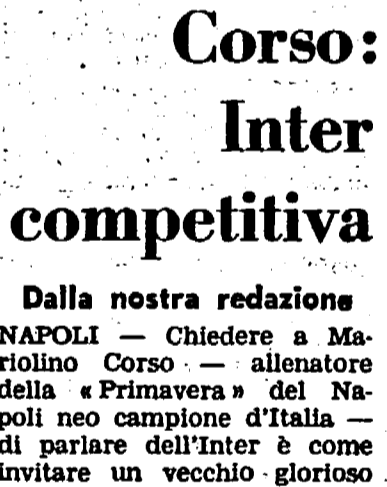 Corso:
Inter
competitiva
Dalla nostra redazione
NAPOLI — Chiedere a Ma-
riolino Corso — allenatore
della «Primavera» del Na-
poli neo campione d'Italia —
di parlare dell'Inter è come
invitare un vecchio glorioso